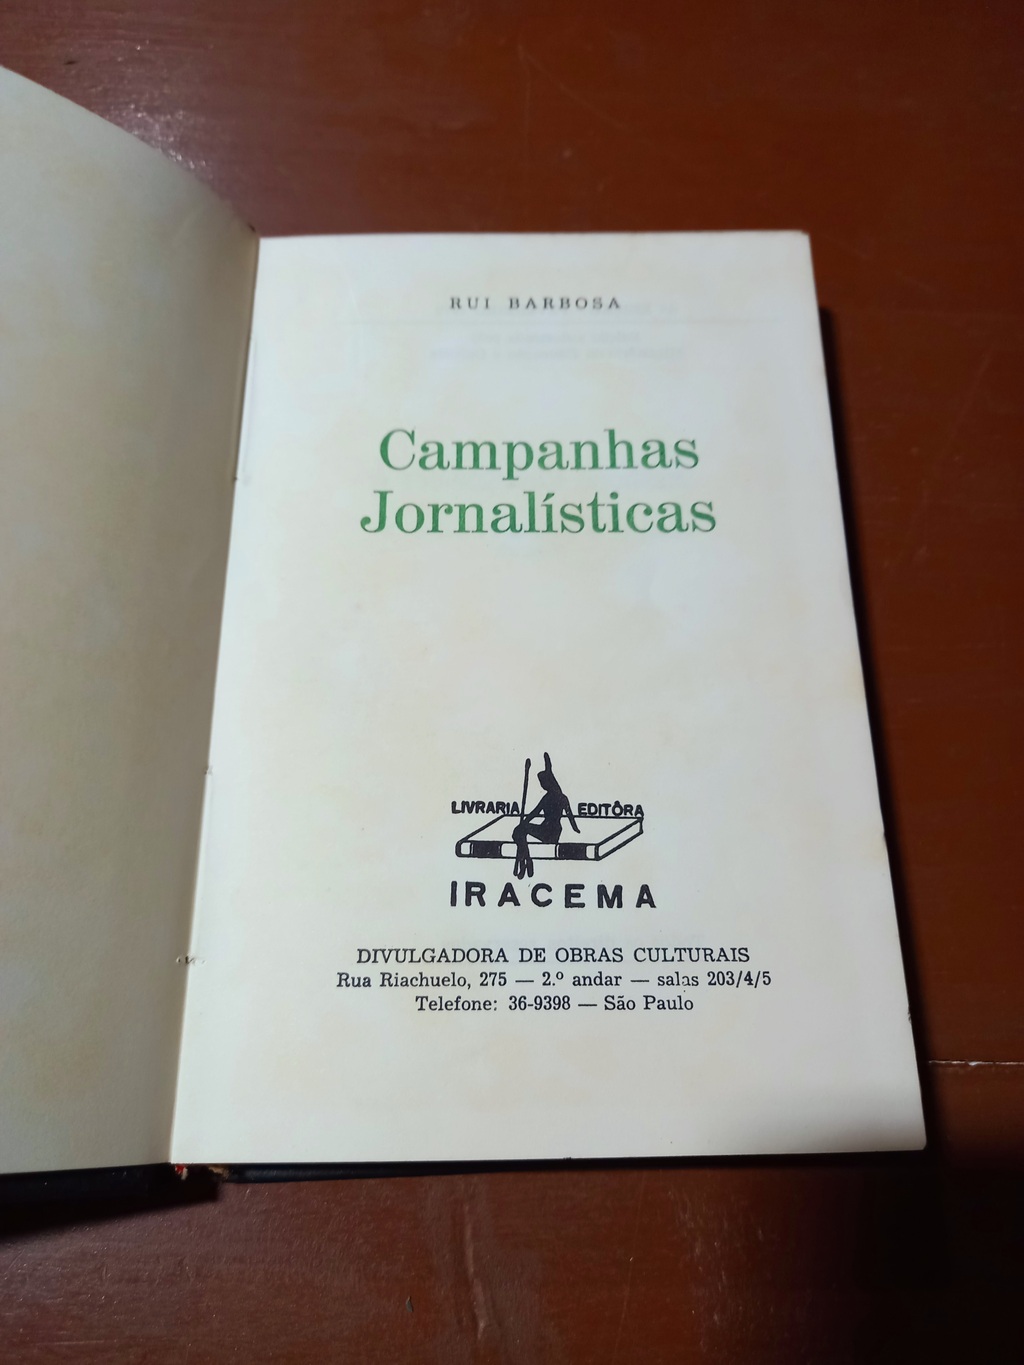 RUI BARBOSA
Campanhas
Jornalísticas
LIVRARIA EDITÔRA
IRACEMA
DIVULGADORA DE OBRAS CULTURAIS
Rua Riachuelo, 275 — 2.º andar — salas 203/4/5
Telefone: 36-9398 — São Paulo